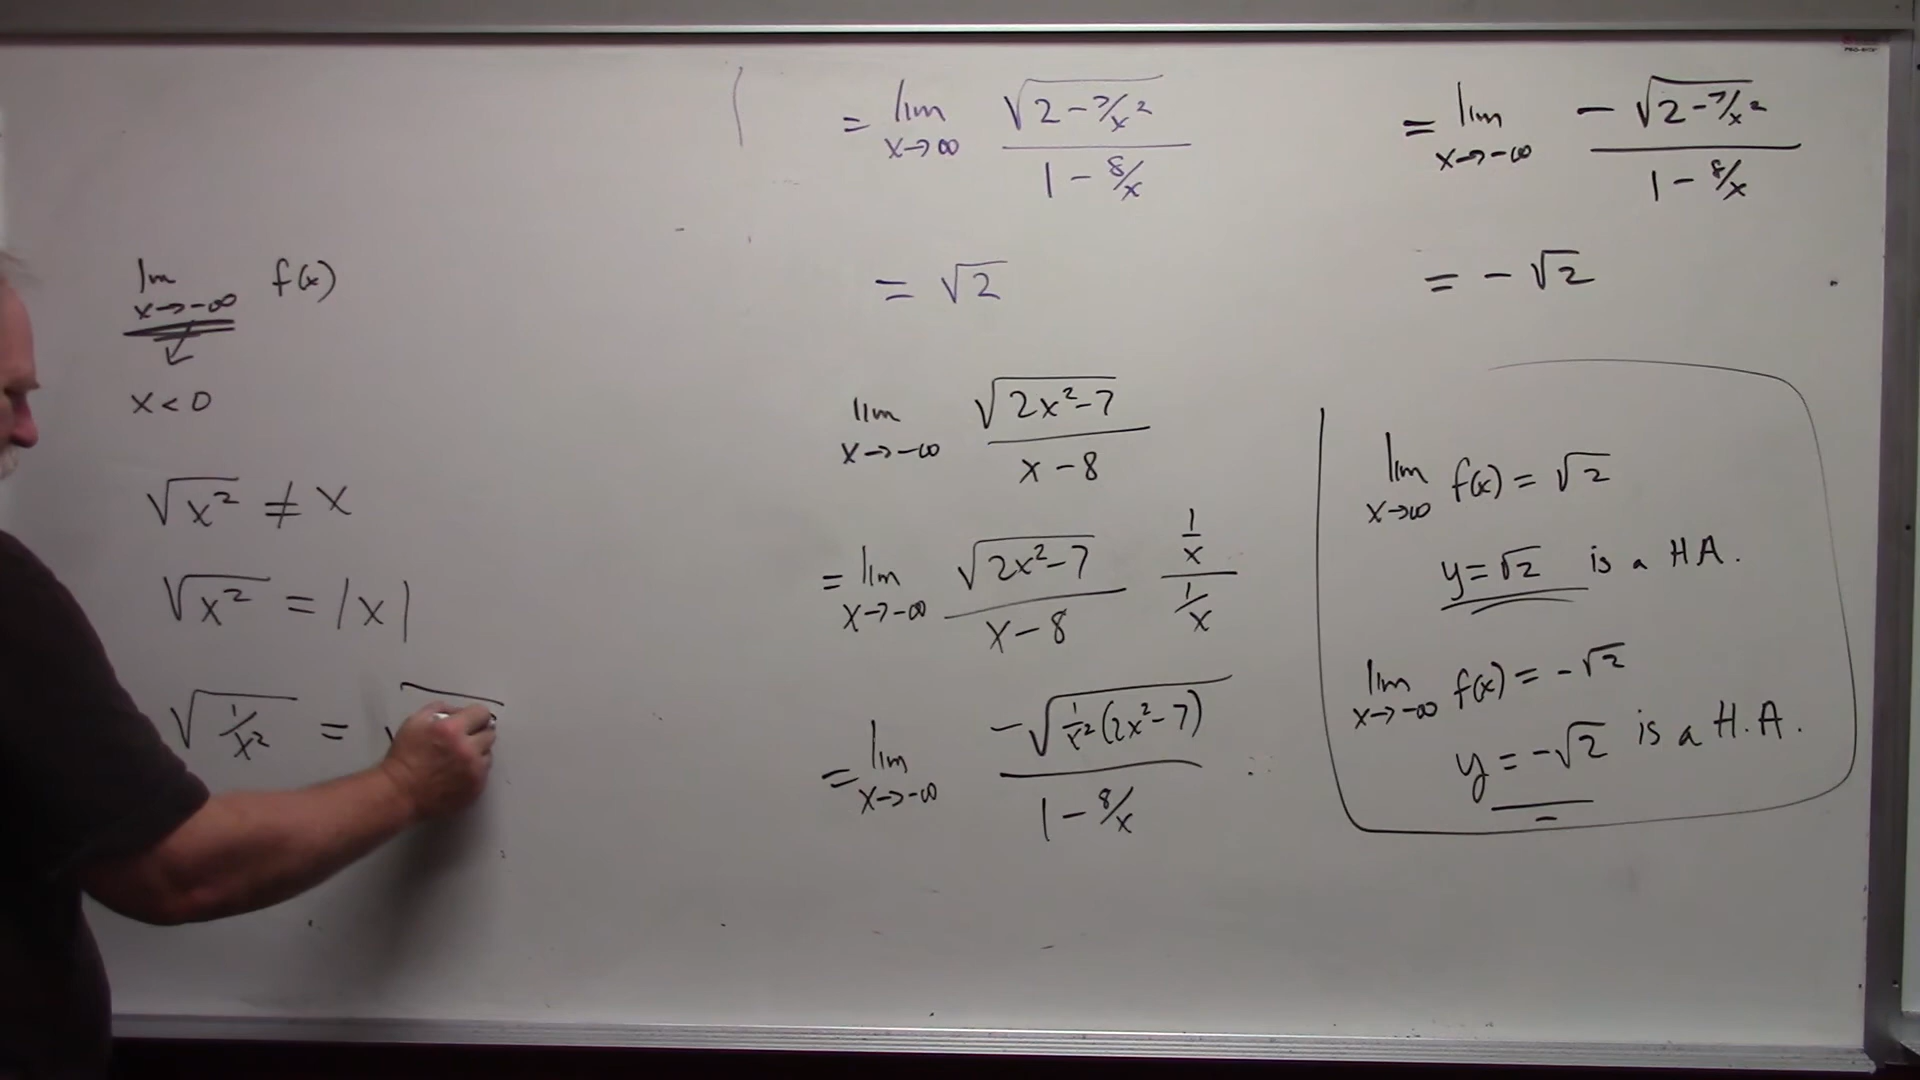 lim x→-∞ f(x)
x < 0
√x² ≠ x
√x² = |x|
√(1/x²) = √
= lim x→∞ √(2 - 7/x²) / (1 - 8/x)
= √2
lim x→-∞ √(2x²-7) / (x-8)
= lim x→-∞ √(2x²-7) / (x-8) (1/x) / (1/x)
= lim x→-∞ -√(1/x² (2x²-7)) / (1 - 8/x)
= lim x→-∞ -√(2 - 7/x²) / (1 - 8/x)
= -√2
lim x→∞ f(x) = √2
y = √2 is a HA.
lim x→-∞ f(x) = -√2
y = -√2 is a H.A.